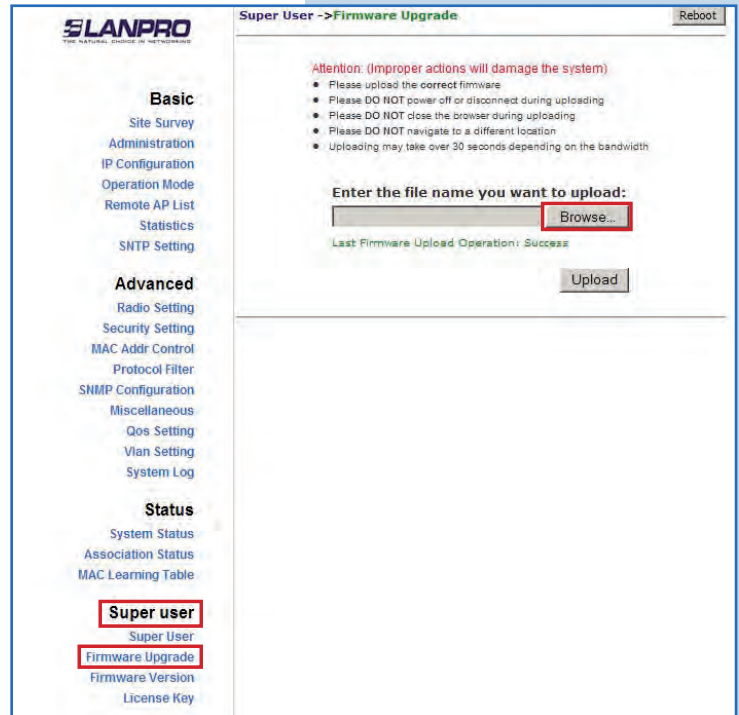 LANPRO
THE NATURAL CHOICE IN NETWORKING
Basic
Site Survey
Administration
IP Configuration
Operation Mode
Remote AP List
Statistics
SNTP Setting
Advanced
Radio Setting
Security Setting
MAC Addr Control
Protocol Filter
SNMP Configuration
Miscellaneous
Qos Setting
Vlan Setting
System Log
Status
System Status
Association Status
MAC Learning Table
Super user
Super User
Firmware Upgrade
Firmware Version
License Key
Super User ->Firmware Upgrade
Reboot
Attention: (Improper actions will damage the system)
• Please upload the correct firmware
• Please DO NOT power off or disconnect during uploading
• Please DO NOT close the browser during uploading
• Please DO NOT navigate to a different location
• Uploading may take over 30 seconds depending on the bandwidth
Enter the file name you want to upload:
Browse...
Last Firmware Upload Operation: Success
Upload